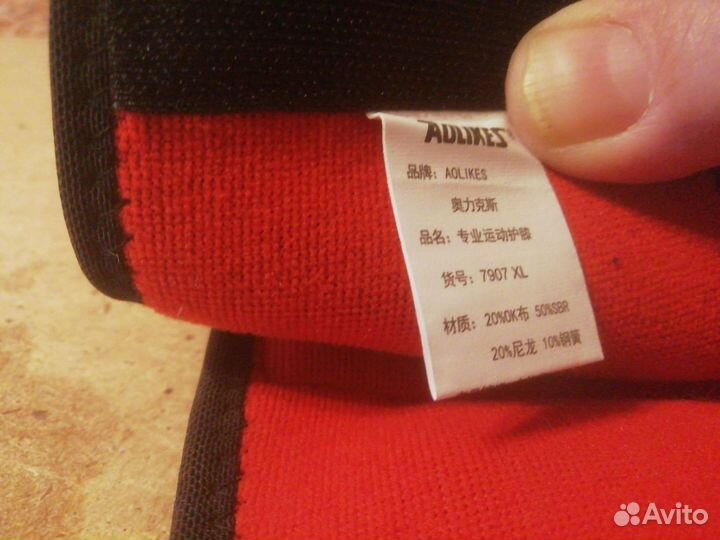 AOLIKES
品牌：AOLIKES
奥力克斯
品名：专业运动护膝
货号：7907 XL
材质：20%OK布 50%SBR
20%尼龙 10%钢簧
Avito